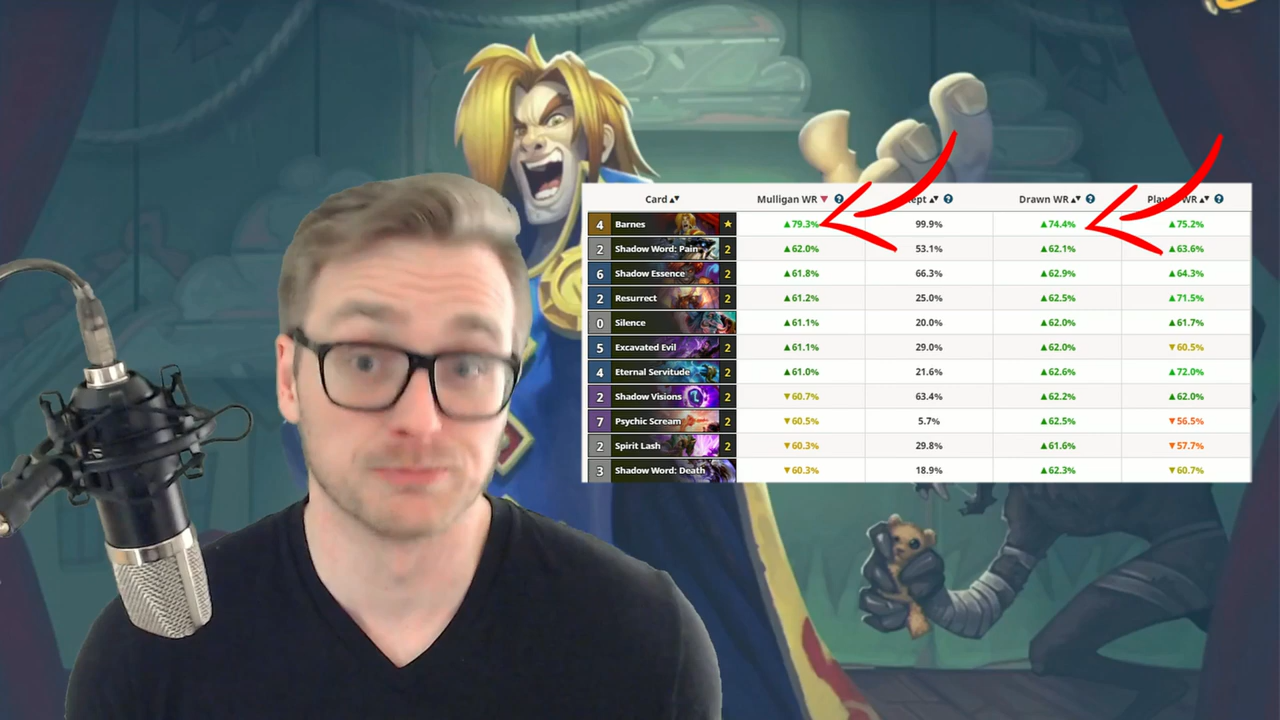 Card Mulligan WR Drawn WR WR
4 Barnes ★ ▲79.3% 99.9% ▲74.4% ▲75.2%
2 Shadow Word: Pain 2 ▲62.0% 53.1% ▲62.1% ▲63.6%
6 Shadow Essence 2 ▲61.8% 66.3% ▲62.9% ▲64.3%
2 Resurrect 2 ▲61.2% 25.0% ▲62.5% ▲71.5%
0 Silence 2 ▲61.1% 20.0% ▲62.0% ▲61.7%
5 Excavated Evil 2 ▲61.1% 29.0% ▲62.0% ▼60.5%
4 Eternal Servitude 2 ▲61.0% 21.6% ▲62.6% ▲72.0%
2 Shadow Visions 2 ▼60.7% 63.4% ▲62.2% ▲62.0%
7 Psychic Scream 2 ▼60.5% 5.7% ▲62.5% ▼56.5%
2 Spirit Lash 2 ▼60.3% 29.8% ▲61.6% ▼57.7%
3 Shadow Word: Death ▼60.3% 18.9% ▲62.3% ▼60.7%